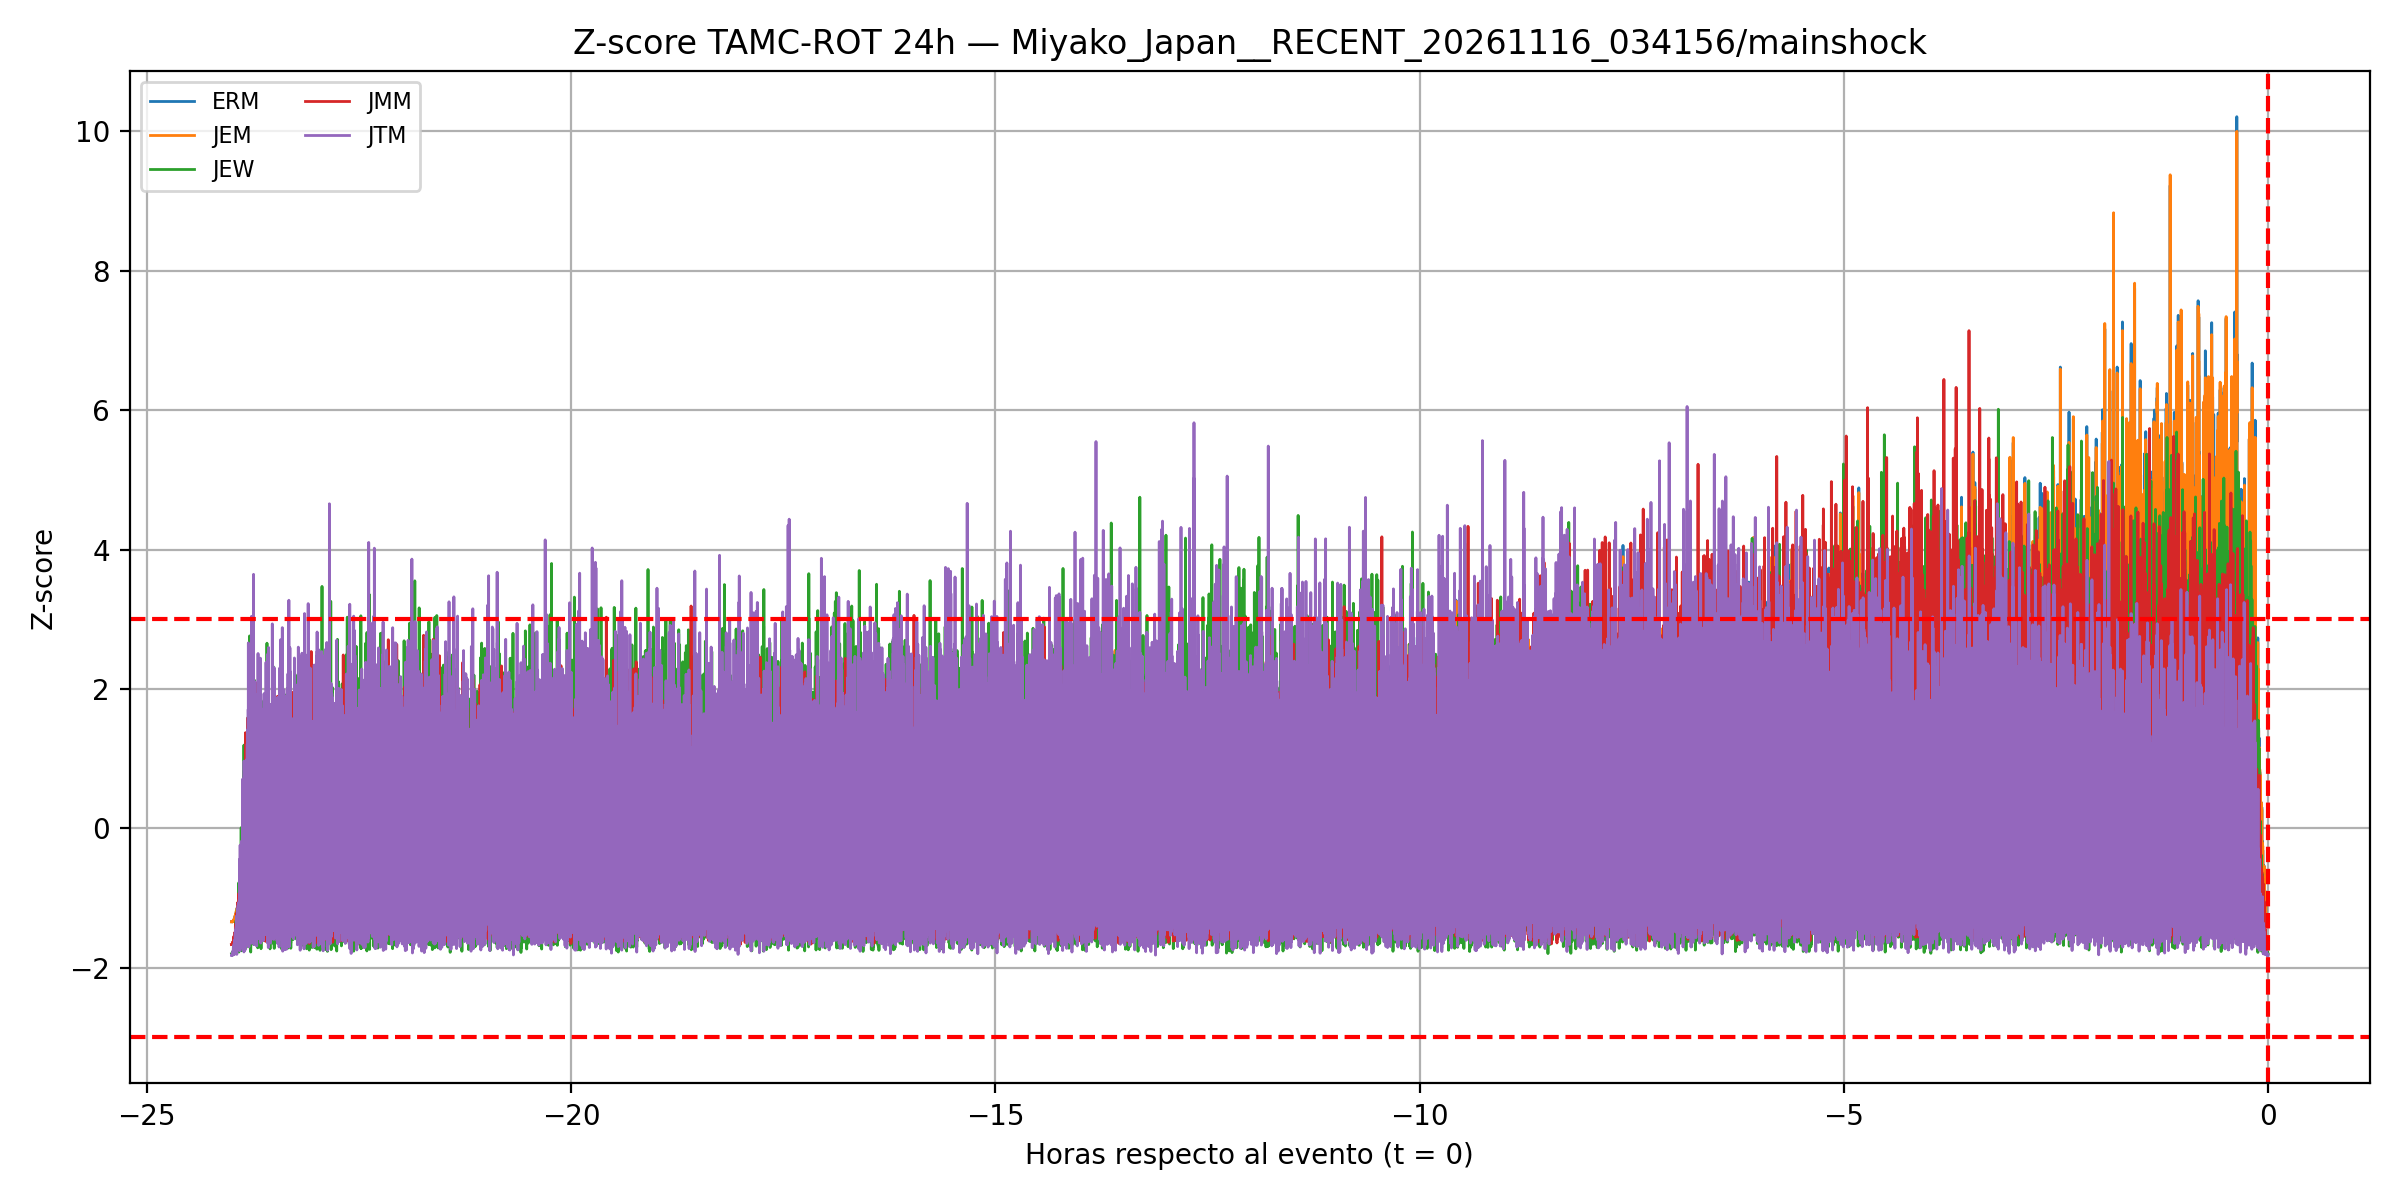 Z-score TAMC-ROT 24h — Miyako_Japan__RECENT_20261116_034156/mainshock
ERM JMM
JEM JTM
JEW
Z-score
10
8
6
4
2
0
−2
−25 −20 −15 −10 −5 0
Horas respecto al evento (t = 0)